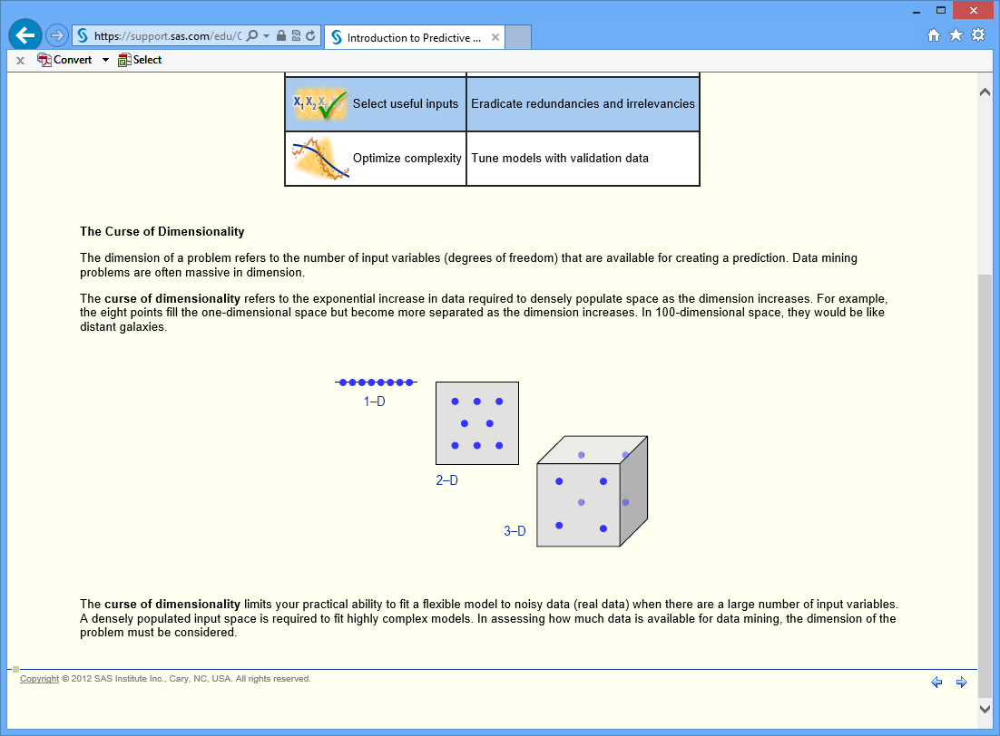 https://support.sas.com/edu/C
Introduction to Predictive ...
x Convert Select
X1 X2 Select useful inputs Eradicate redundancies and irrelevancies
Optimize complexity Tune models with validation data
The Curse of Dimensionality
The dimension of a problem refers to the number of input variables (degrees of freedom) that are available for creating a prediction. Data mining
problems are often massive in dimension.
The curse of dimensionality refers to the exponential increase in data required to densely populate space as the dimension increases. For example,
the eight points fill the one-dimensional space but become more separated as the dimension increases. In 100-dimensional space, they would be like
distant galaxies.
1–D
2–D
3–D
The curse of dimensionality limits your practical ability to fit a flexible model to noisy data (real data) when there are a large number of input variables.
A densely populated input space is required to fit highly complex models. In assessing how much data is available for data mining, the dimension of the
problem must be considered.
Copyright © 2012 SAS Institute Inc., Cary, NC, USA. All rights reserved.